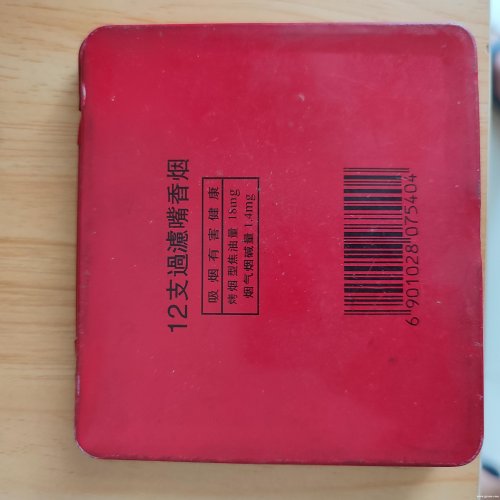 12支過濾嘴香烟
吸烟有害健康
烤烟型焦油量 18mg
烟气烟碱量 1.4mg
6 901028 075404